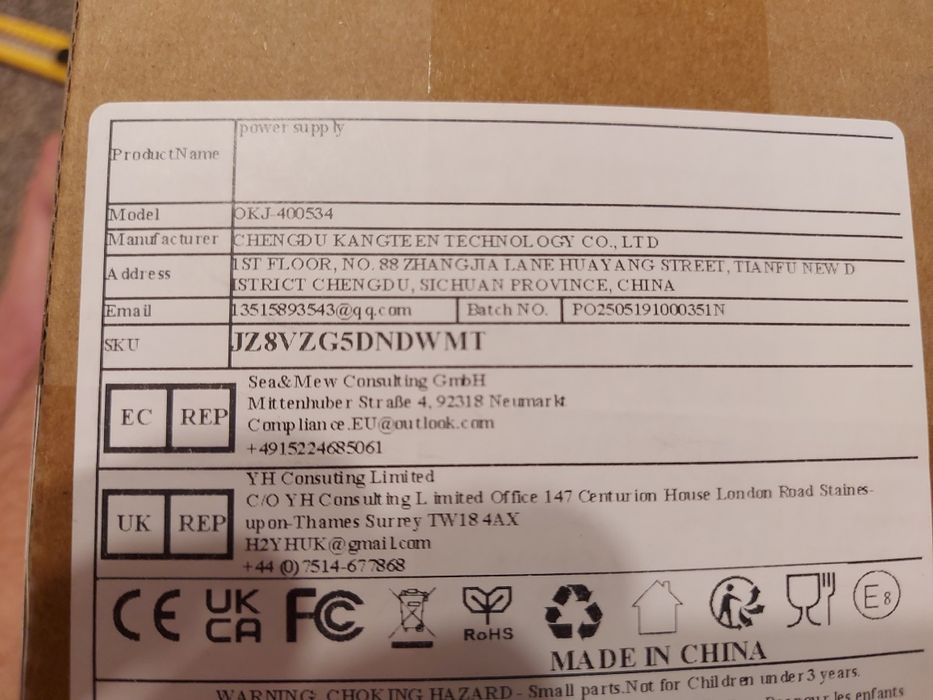 power supply
ProductName
Model OKJ-400534
Manufacturer CHENGDU KANGTEEN TECHNOLOGY CO., LTD
Address 1ST FLOOR, NO. 88 ZHANGJIA LANE HUAYANG STREET, TIANFU NEW D
ISTRICT CHENGDU, SICHUAN PROVINCE, CHINA
Email 13515893543@qq.com Batch NO. PO2505191000351N
SKU JZ8VZG5DNDWMT
Sea&Mew Consulting GmbH
EC REP Mittenhuber Straße 4, 92318 Neumarkt
Compliance.EU@outlook.com
+4915224685061
YH Consuting Limited
C/O YH Consulting Limited Office 147 Centurion House London Road Staines-
UK REP upon-Thames Surrey TW18 4AX
H2YHUK@gmail.com
+44 (0)7514-677868
CE UK CA FC RoHS E8
MADE IN CHINA
WARNING: CHOKING HAZARD - Small parts.Not for Children under 3 years.
pour les enfants